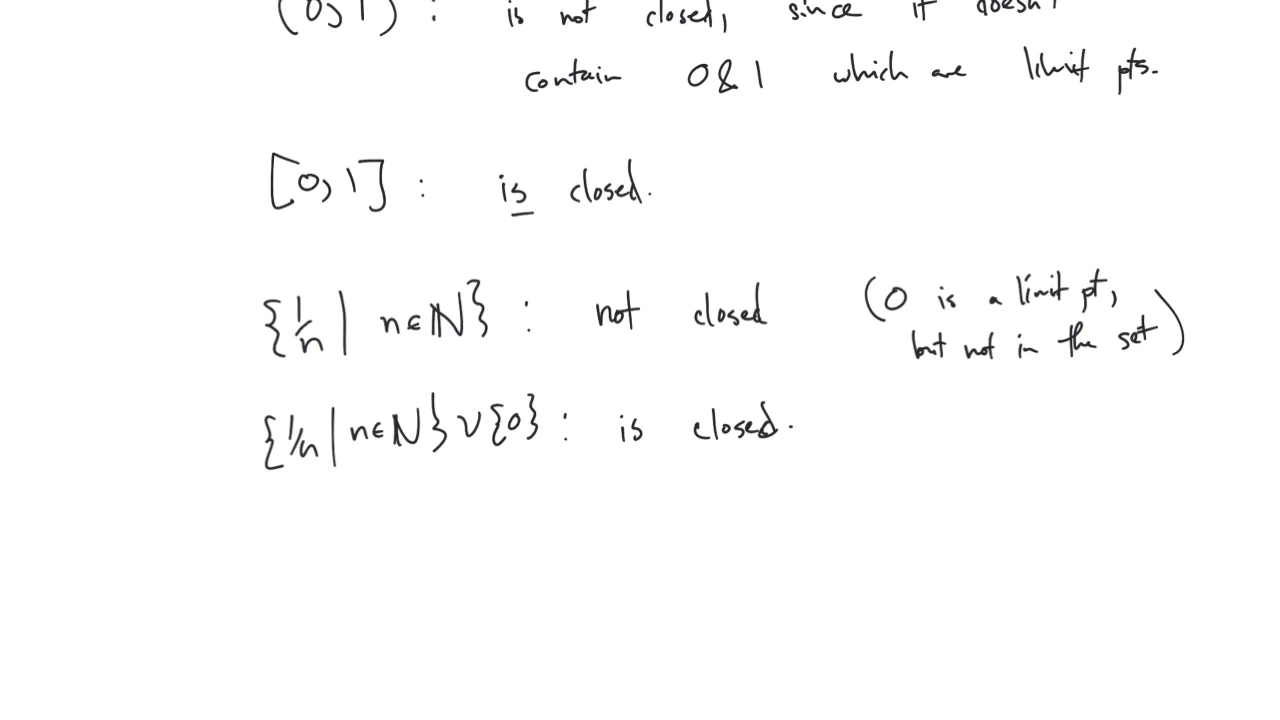 (0,1) : is not closed, since it doesn't
contain 0 & 1 which are limit pts.
[0,1] : is closed.
{1/n | n∈ℕ} : not closed (0 is a limit pt,
but not in the set)
{1/n | n∈ℕ} ∪ {0} : is closed.